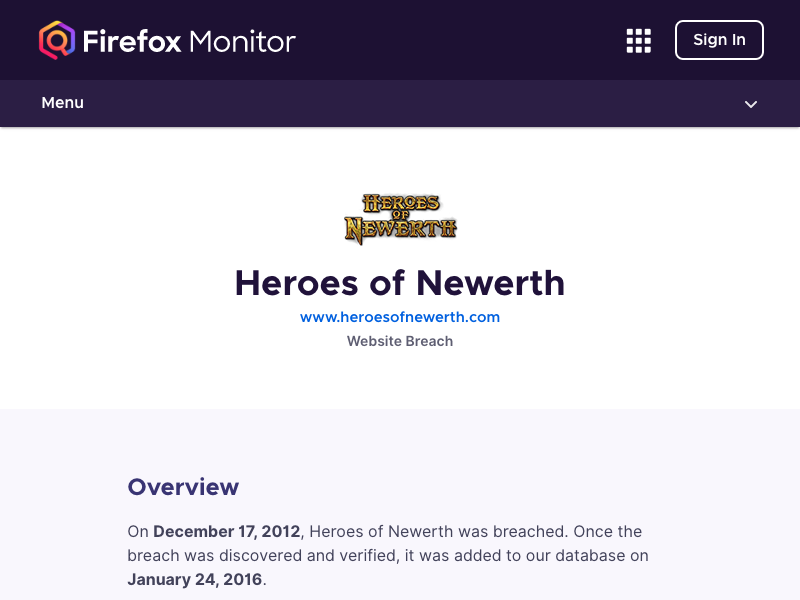 Firefox Monitor
Sign In
Menu
HEROES
OF
NEWERTH
Heroes of Newerth
www.heroesofnewerth.com
Website Breach
Overview
On December 17, 2012, Heroes of Newerth was breached. Once the
breach was discovered and verified, it was added to our database on
January 24, 2016.